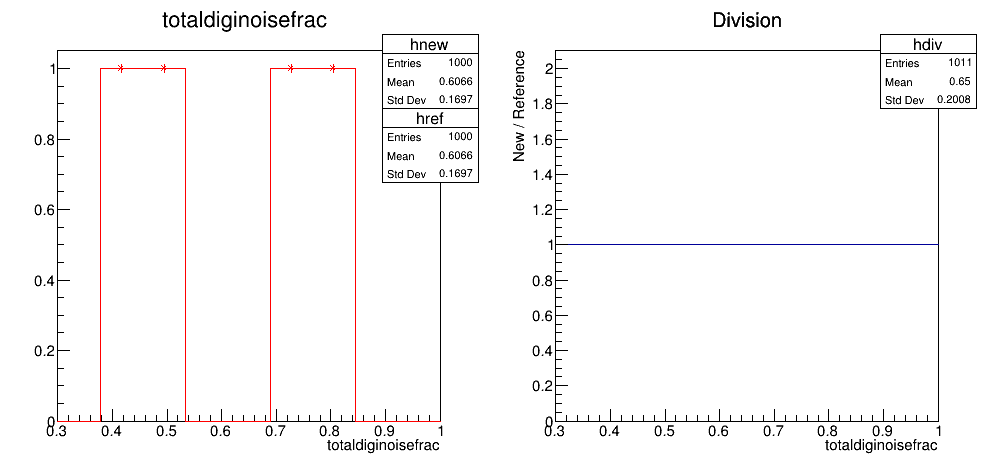 totaldiginoisefrac
hnew
Entries 1000
Mean 0.6066
Std Dev 0.1697
href
Entries 1000
Mean 0.6066
Std Dev 0.1697
1
0.8
0.6
0.4
0.2
0
0.3 0.4 0.5 0.6 0.7 0.8 0.9 1
totaldiginoisefrac
Division
hdiv
Entries 1011
Mean 0.65
Std Dev 0.2008
New / Reference
2
1.8
1.6
1.4
1.2
1
0.8
0.6
0.4
0.2
0
0.3 0.4 0.5 0.6 0.7 0.8 0.9 1
totaldiginoisefrac